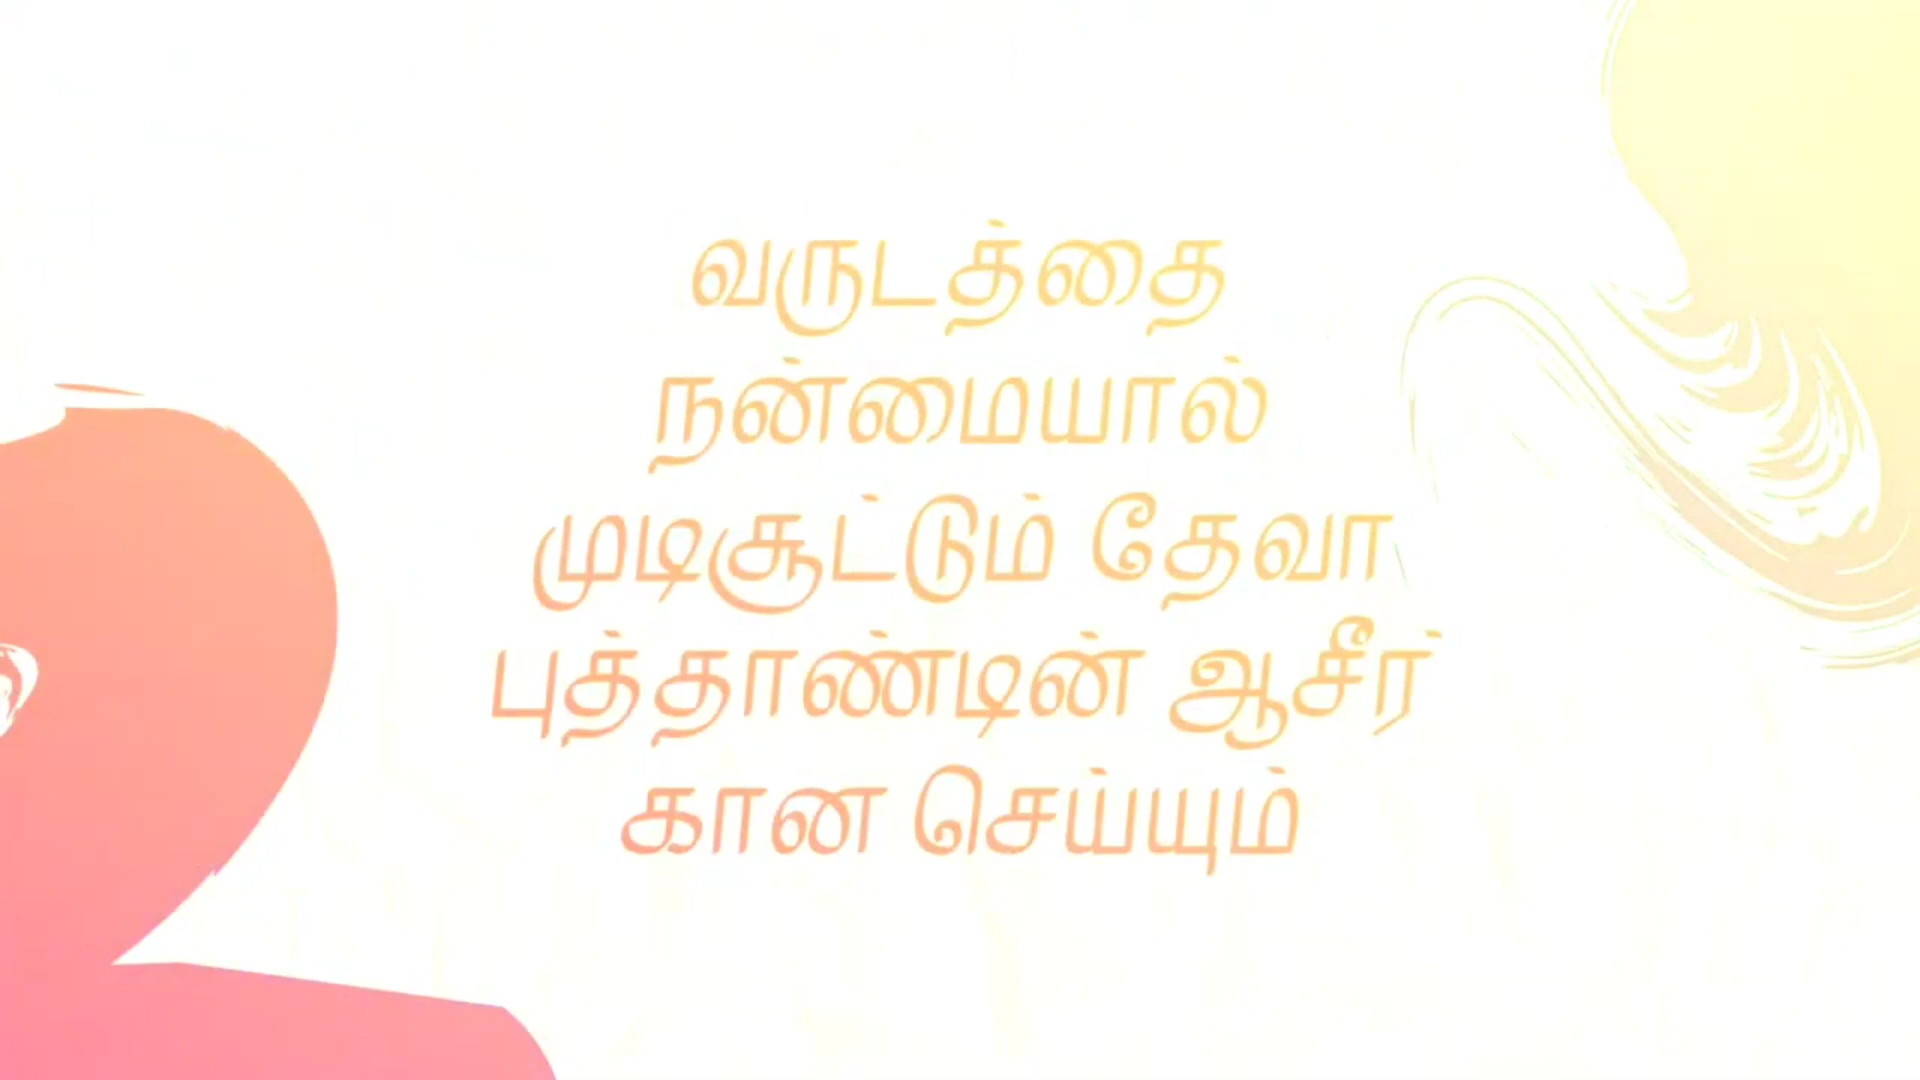 வருடத்தை
நன்மையால்
முடிசூட்டும் தேவா
புத்தாண்டின் ஆசீர்
கான செய்யும்